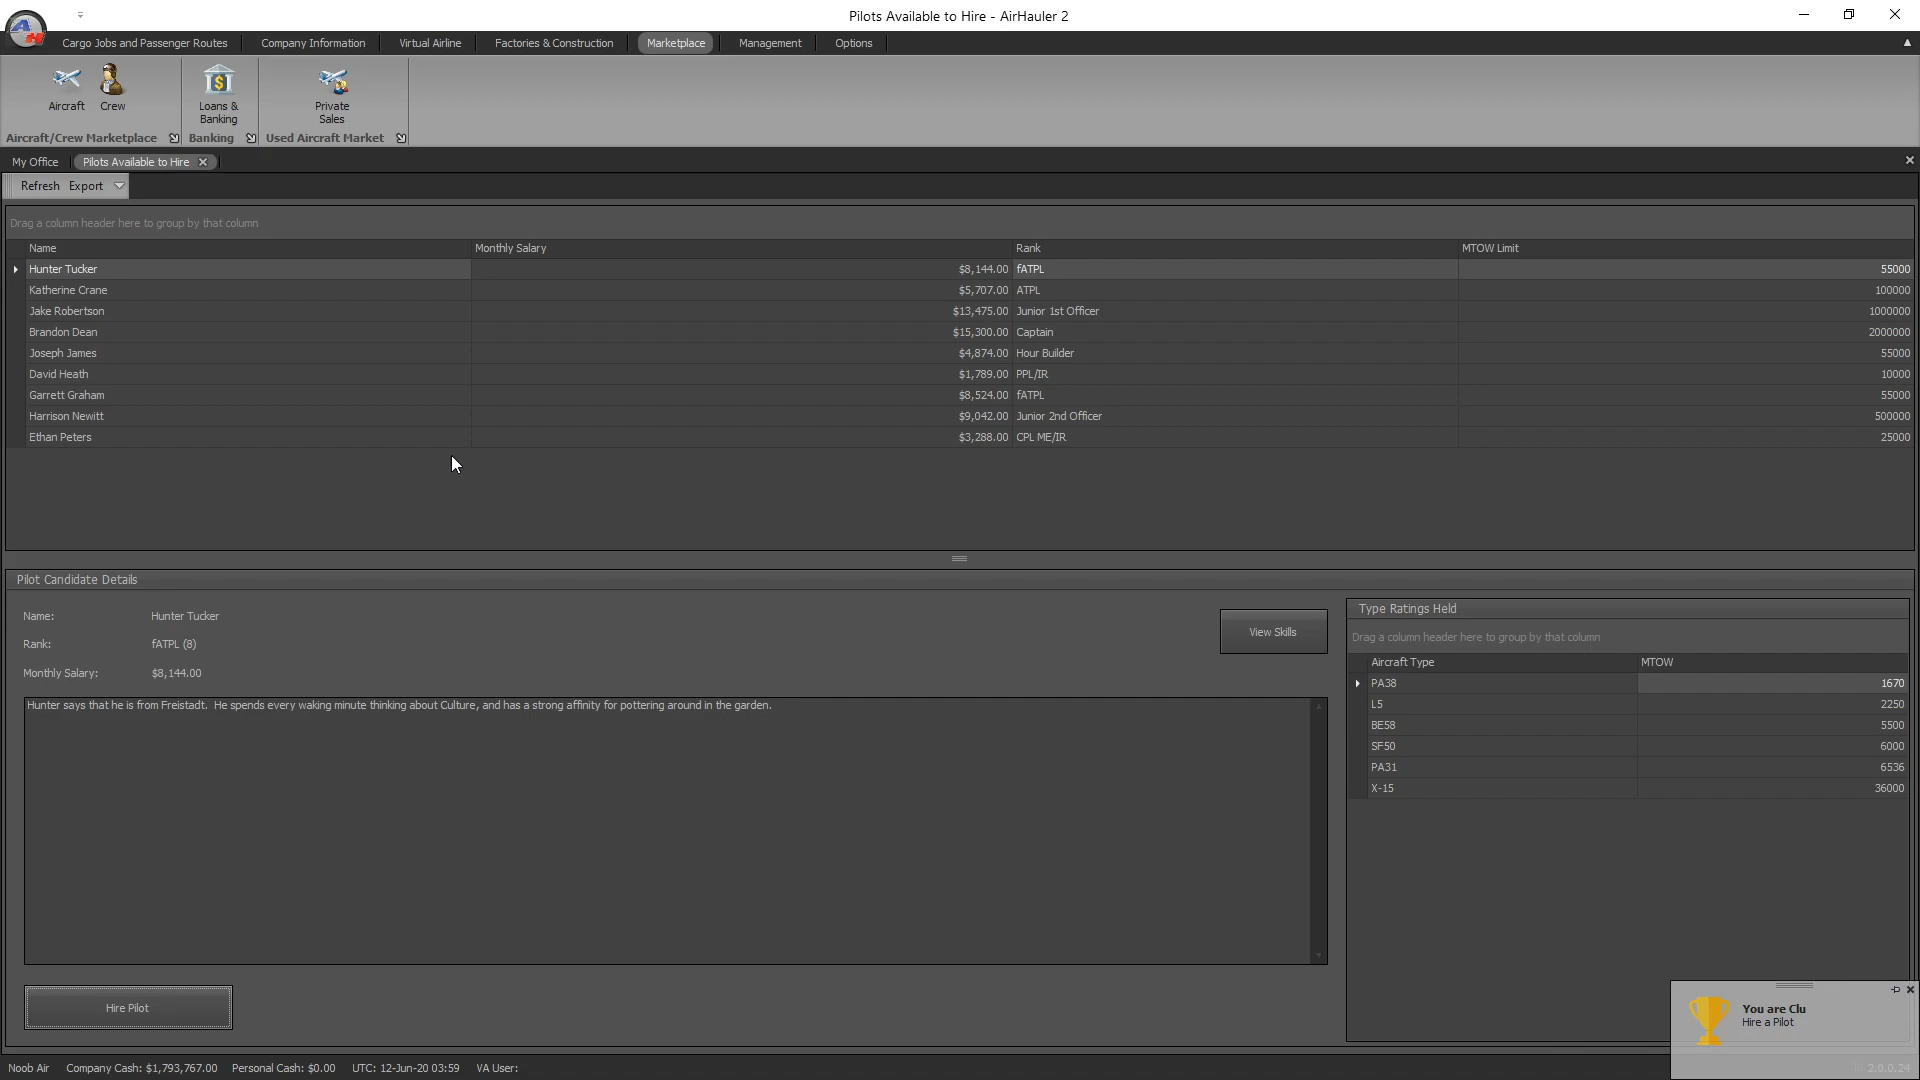 Pilots Available to Hire - AirHauler 2
Cargo Jobs and Passenger Routes Company Information Virtual Airline Factories & Construction Marketplace Management Options
Aircraft Crew Loans & Banking Private Sales
Aircraft/Crew Marketplace Banking Used Aircraft Market
My Office Pilots Available to Hire
Refresh Export
Drag a column header here to group by that column
Name Monthly Salary Rank MTOW Limit
Hunter Tucker $8,144.00 fATPL 55000
Katherine Crane $5,707.00 ATPL 100000
Jake Robertson $13,475.00 Junior 1st Officer 1000000
Brandon Dean $15,300.00 Captain 2000000
Joseph James $4,874.00 Hour Builder 55000
David Heath $1,789.00 PPL/IR 10000
Garrett Graham $8,524.00 fATPL 55000
Harrison Newitt $9,042.00 Junior 2nd Officer 500000
Ethan Peters $3,288.00 CPL ME/IR 25000
Pilot Candidate Details
Name: Hunter Tucker
Rank: fATPL (8)
Monthly Salary: $8,144.00
View Skills
Hunter says that he is from Freistadt. He spends every waking minute thinking about Culture, and has a strong affinity for pottering around in the garden.
Hire Pilot
Type Ratings Held
Drag a column header here to group by that column
Aircraft Type MTOW
PA38 1670
L5 2250
BE58 5500
SF50 6000
PA31 6536
X-15 36000
You are Clu
Hire a Pilot
Noob Air Company Cash: $1,793,767.00 Personal Cash: $0.00 UTC: 12-Jun-20 03:59 VA User: 2.0.0.24